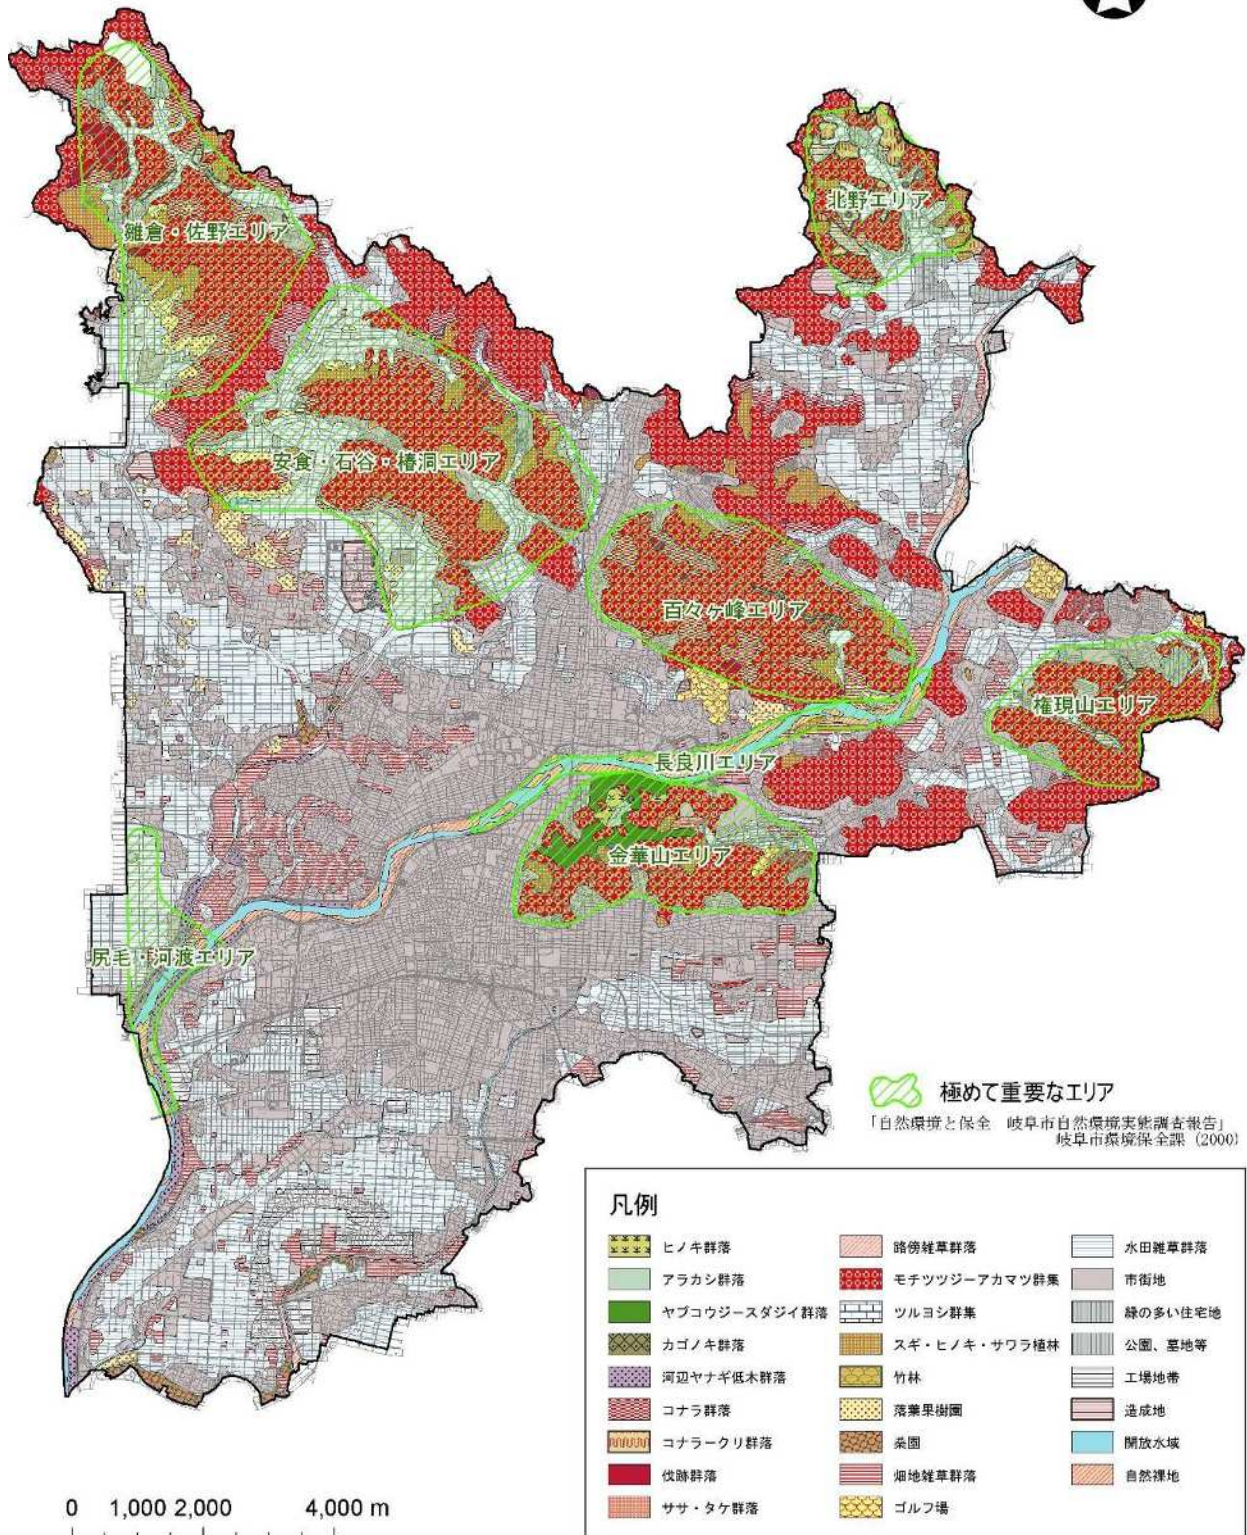 北野エリア
雛倉・佐野エリア
安食・石谷・椿洞エリア
百々ヶ峰エリア
権現山エリア
長良川エリア
金華山エリア
尻毛・河渡エリア
極めて重要なエリア
「自然環境と保全 岐阜市自然環境実態調査報告」
岐阜市環境保全課(2000)
凡例
ヒノキ群落
アラカシ群落
ヤブコウジースダジイ群落
カゴノキ群落
河辺ヤナギ低木群落
コナラ群落
コナラークリ群落
伐跡群落
ササ・タケ群落
路傍雑草群落
モチツツジーアカマツ群集
ツルヨシ群集
スギ・ヒノキ・サワラ植林
竹林
落葉果樹園
桑園
畑地雑草群落
ゴルフ場
水田雑草群落
市街地
緑の多い住宅地
公園、墓地等
工場地帯
造成地
開放水域
自然裸地
0 1,000 2,000 4,000 m